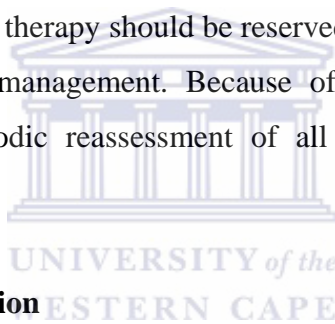 therapy should be reserved
management. Because of
odic reassessment of all
UNIVERSITY of the
ion
WESTERN CAPE